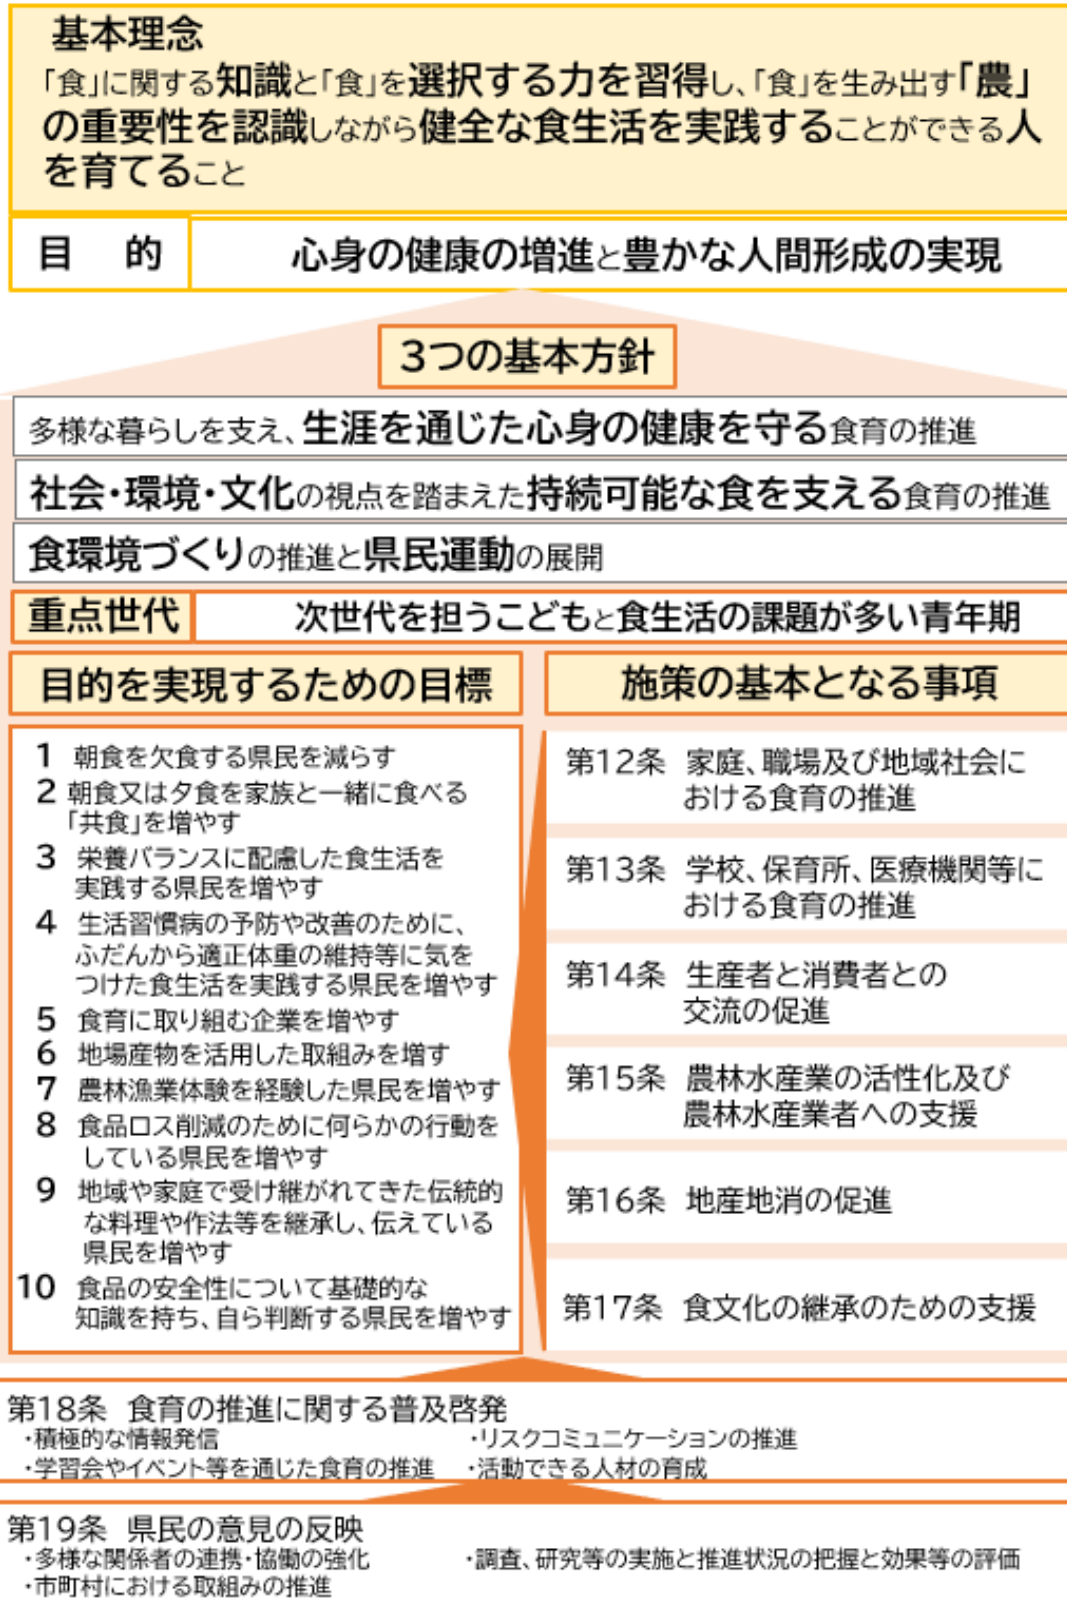 基本理念
「食」に関する知識と「食」を選択する力を習得し、「食」を生み出す「農」
の重要性を認識しながら健全な食生活を実践することができる人
を育てること
目　的
心身の健康の増進と豊かな人間形成の実現
3つの基本方針
多様な暮らしを支え、生涯を通じた心身の健康を守る食育の推進
社会・環境・文化の視点を踏まえた持続可能な食を支える食育の推進
食環境づくりの推進と県民運動の展開
重点世代
次世代を担うこどもと食生活の課題が多い青年期
目的を実現するための目標
1 朝食を欠食する県民を減らす
2 朝食又は夕食を家族と一緒に食べる
「共食」を増やす
3 栄養バランスに配慮した食生活を
実践する県民を増やす
4 生活習慣病の予防や改善のために、
ふだんから適正体重の維持等に気を
つけた食生活を実践する県民を増やす
5 食育に取り組む企業を増やす
6 地場産物を活用した取組みを増す
7 農林漁業体験を経験した県民を増やす
8 食品ロス削減のために何らかの行動を
している県民を増やす
9 地域や家庭で受け継がれてきた伝統的
な料理や作法等を継承し、伝えている
県民を増やす
10 食品の安全性について基礎的な
知識を持ち、自ら判断する県民を増やす
施策の基本となる事項
第12条 家庭、職場及び地域社会に
おける食育の推進
第13条 学校、保育所、医療機関等に
おける食育の推進
第14条 生産者と消費者との
交流の促進
第15条 農林水産業の活性化及び
農林水産業者への支援
第16条 地産地消の促進
第17条 食文化の継承のための支援
第18条 食育の推進に関する普及啓発
・積極的な情報発信
・リスクコミュニケーションの推進
・学習会やイベント等を通じた食育の推進
・活動できる人材の育成
第19条 県民の意見の反映
・多様な関係者の連携・協働の強化
・調査、研究等の実施と推進状況の把握と効果等の評価
・市町村における取組みの推進